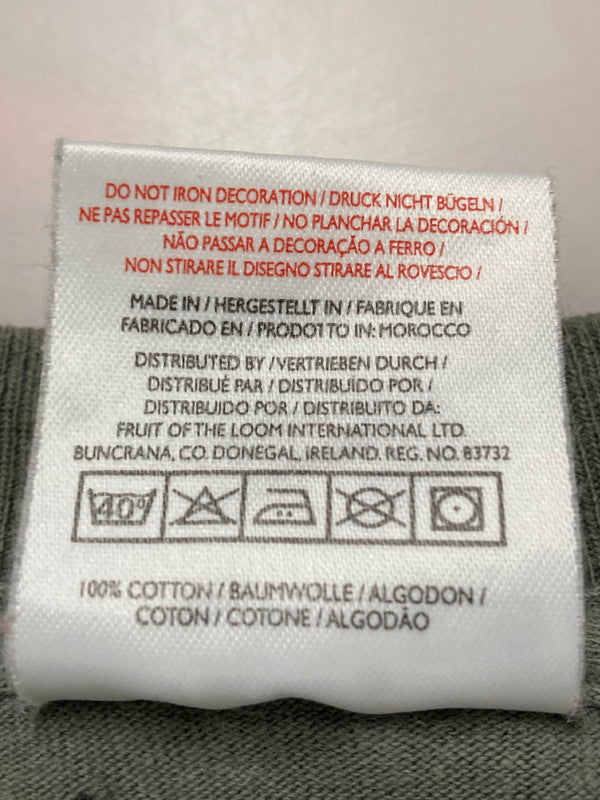 DO NOT IRON DECORATION / DRUCK NICHT BÜGELN /
NE PAS REPASSER LE MOTIF / NO PLANCHAR LA DECORACIÓN /
NÃO PASSAR A DECORAÇÃO A FERRO /
NON STIRARE IL DISEGNO STIRARE AL ROVESCIO /
MADE IN / HERGESTELLT IN / FABRIQUE EN
FABRICADO EN / PRODOTTO IN: MOROCCO
DISTRIBUTED BY / VERTRIEBEN DURCH /
DISTRIBUÉ PAR / DISTRIBUÍDO POR /
DISTRIBUIDO POR / DISTRIBUITO DA:
FRUIT OF THE LOOM INTERNATIONAL LTD.
BUNCRANA, CO. DONEGAL, IRELAND. REG. NO. 83732
40°
100% COTTON / BAUMWOLLE / ALGODON /
COTON / COTONE / ALGODÃO